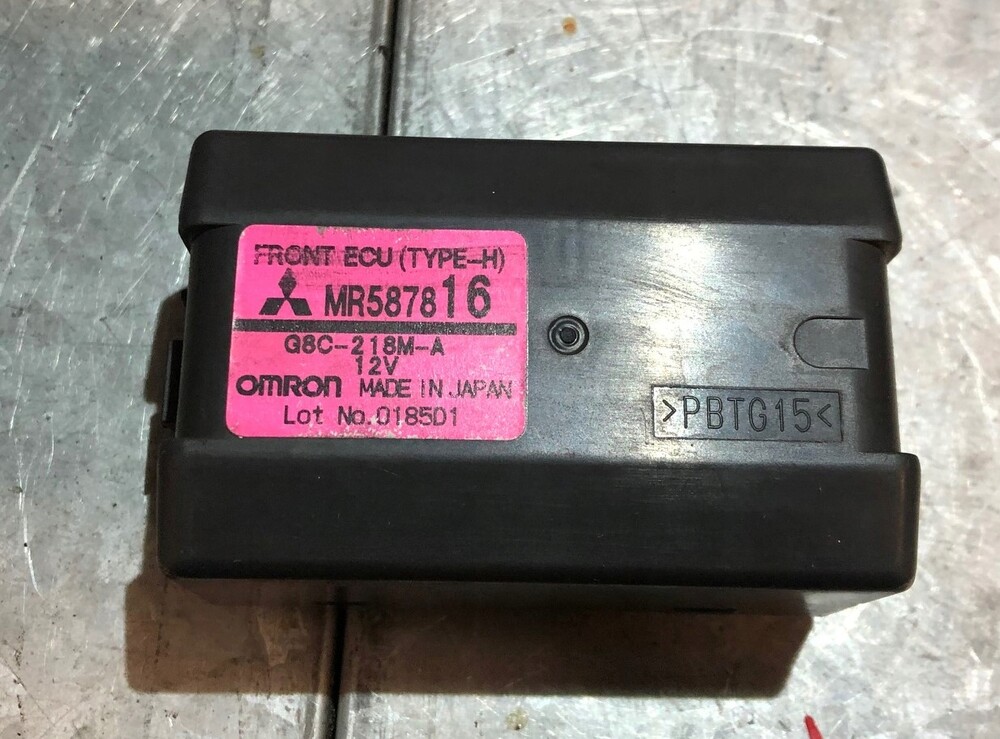 FRONT ECU (TYPE-H)
MR587816
G8C-218M-A
12V
OMRON MADE IN JAPAN
Lot No.0185D1
>PBTG15<